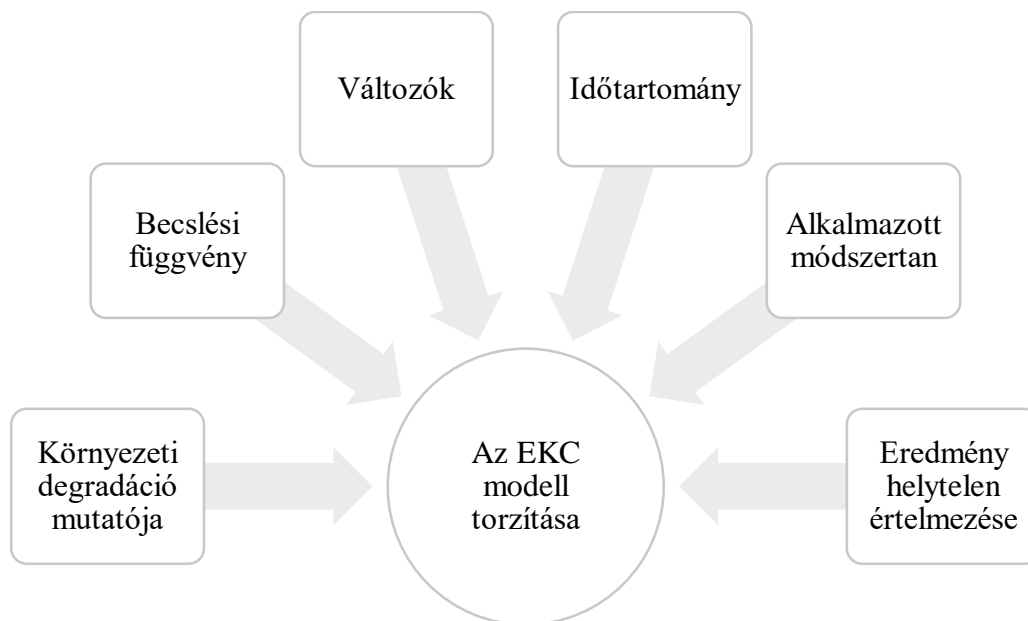 Változók
Időtartomány
Becslési
függvény
Alkalmazott
módszertan
Környezeti
degradáció
mutatója
Az EKC
modell
torzítása
Eredmény
helytelen
értelmezése